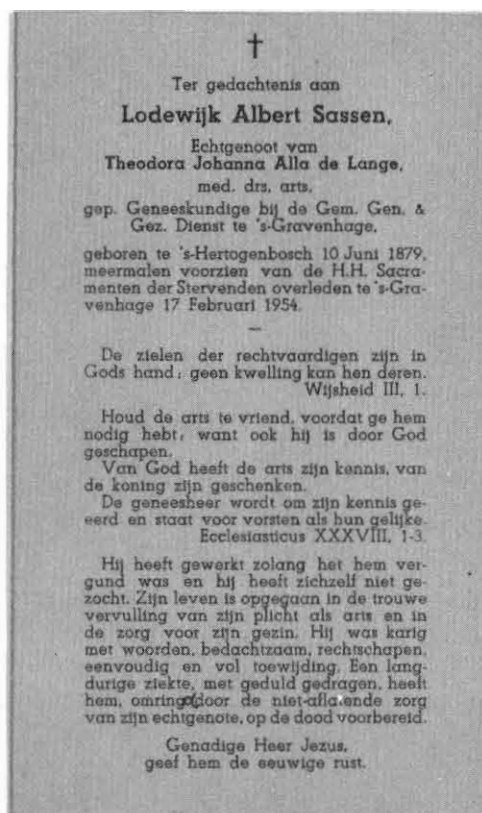 Ter gedachtenis aan
Lodewijk Albert Sassen,
Echtgenoot van
Theodora Johanna Alla de Lange,
med. drs. arts.
gep. Geneeskundige bij de Gem. Gen. &
Gez. Dienst te 's-Gravenhage,
geboren te 's-Hertogenbosch 10 Juni 1879,
meermalen voorzien van de H.H. Sacra-
menten der Stervenden overleden te 's-Gra-
venhage 17 Februari 1954.
—
De zielen der rechtvaardigen zijn in
Gods hand; geen kwelling kan hen deren.
Wijsheid III, 1.
Houd de arts te vriend, voordat ge hem
nodig hebt, want ook hij is door God
geschapen.
Van God heeft de arts zijn kennis, van
de koning zijn geschenken.
De geneesheer wordt om zijn kennis ge-
eerd en staat voor vorsten als hun gelijke.
Ecclesiasticus XXXVIII, 1-3.
Hij heeft gewerkt zolang het hem ver-
gund was en hij heeft zichzelf niet ge-
zocht. Zijn leven is opgegaan in de trouwe
vervulling van zijn plicht als arts en in
de zorg voor zijn gezin. Hij was karig
met woorden, bedachtzaam, rechtschapen,
eenvoudig en vol toewijding. Een lang-
durige ziekte, met geduld gedragen, heeft
hem, omringd door de niet-aflatende zorg
van zijn echtgenote, op de dood voorbereid.
Genadige Heer Jezus,
geef hem de eeuwige rust.